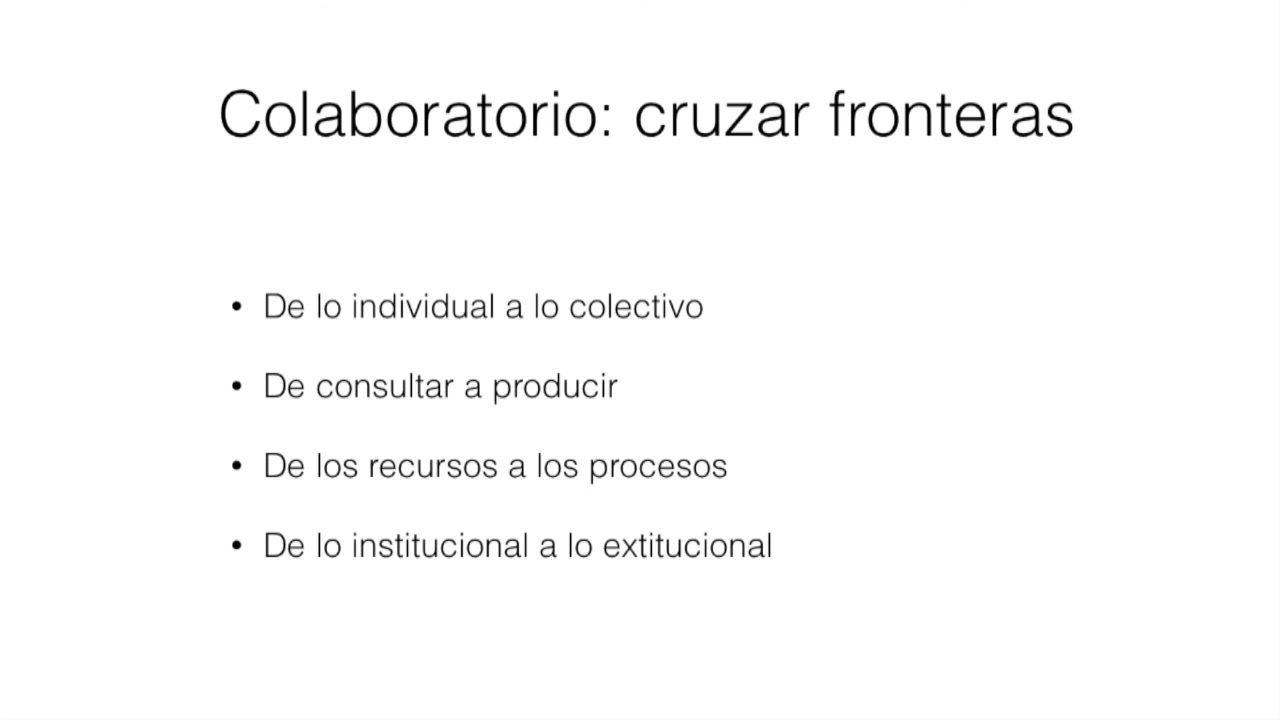 Colaboratorio: cruzar fronteras
• De lo individual a lo colectivo
• De consultar a producir
• De los recursos a los procesos
• De lo institucional a lo extitucional